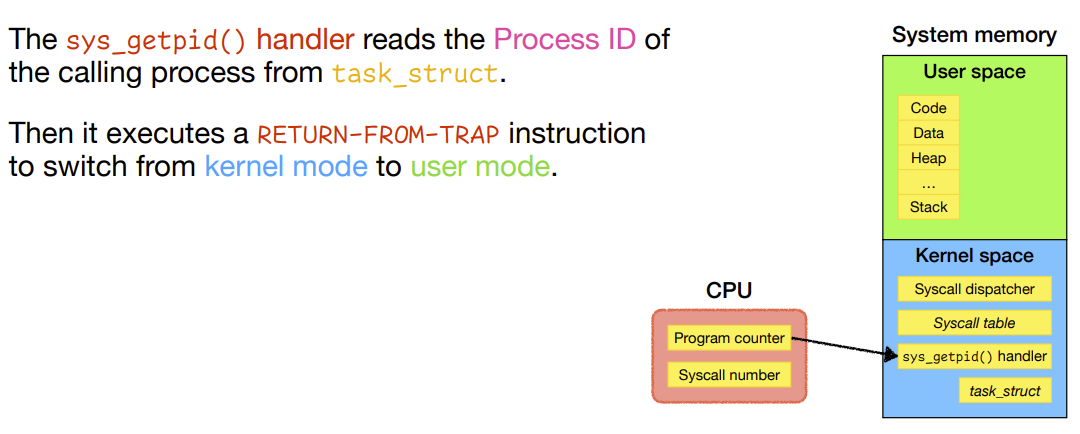 The sys_getpid() handler reads the Process ID of
the calling process from task_struct.
Then it executes a RETURN-FROM-TRAP instruction
to switch from kernel mode to user mode.
System memory
User space
Code
Data
Heap
...
Stack
Kernel space
Syscall dispatcher
Syscall table
sys_getpid() handler
task_struct
CPU
Program counter
Syscall number